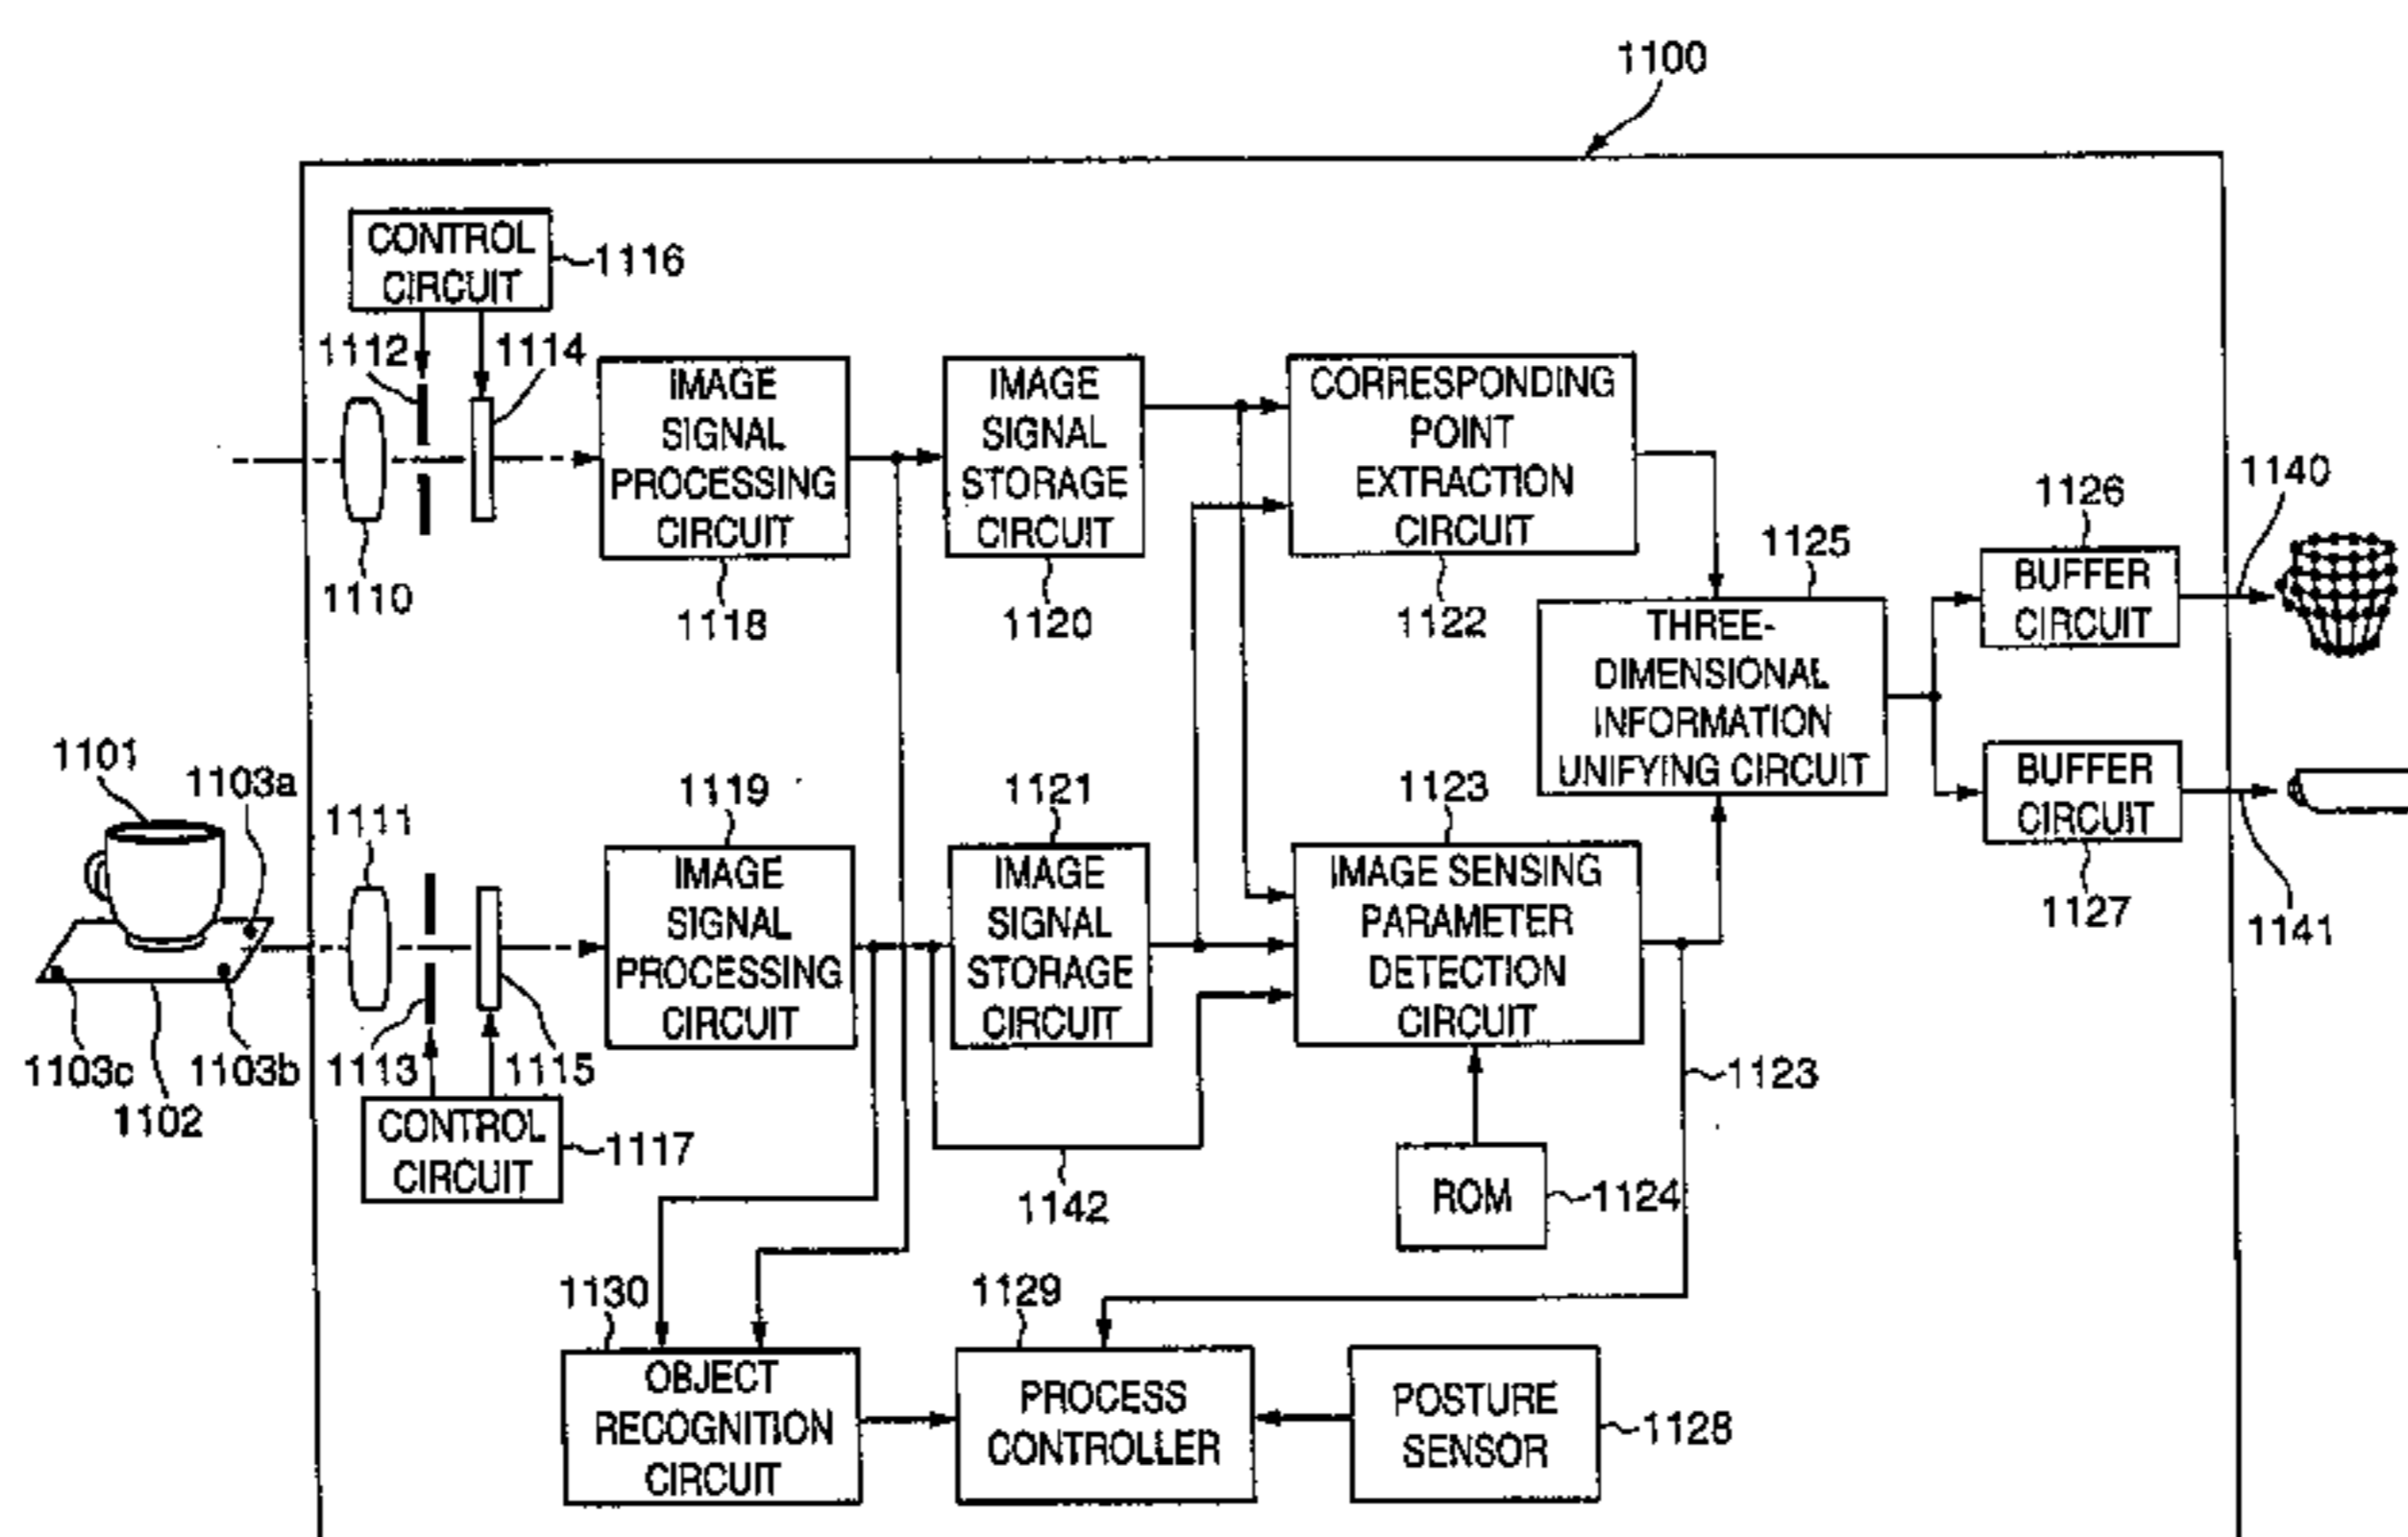 1100
CONTROL
CIRCUIT
1116
1112
1114
IMAGE
SIGNAL
PROCESSING
CIRCUIT
IMAGE
SIGNAL
STORAGE
CIRCUIT
CORRESPONDING
POINT
EXTRACTION
CIRCUIT
1110
1118
1120
1122
1125
1126
1140
BUFFER
CIRCUIT
THREE-
DIMENSIONAL
INFORMATION
UNIFYING CIRCUIT
1101
1103a
1111
1119
1121
1123
BUFFER
CIRCUIT
1127
1141
IMAGE
SIGNAL
PROCESSING
CIRCUIT
IMAGE
SIGNAL
STORAGE
CIRCUIT
IMAGE SENSING
PARAMETER
DETECTION
CIRCUIT
1103c
1103b
1102
1113
1115
CONTROL
CIRCUIT
1117
1123
1142
ROM
1124
1130
1129
OBJECT
RECOGNITION
CIRCUIT
PROCESS
CONTROLLER
POSTURE
SENSOR
1128